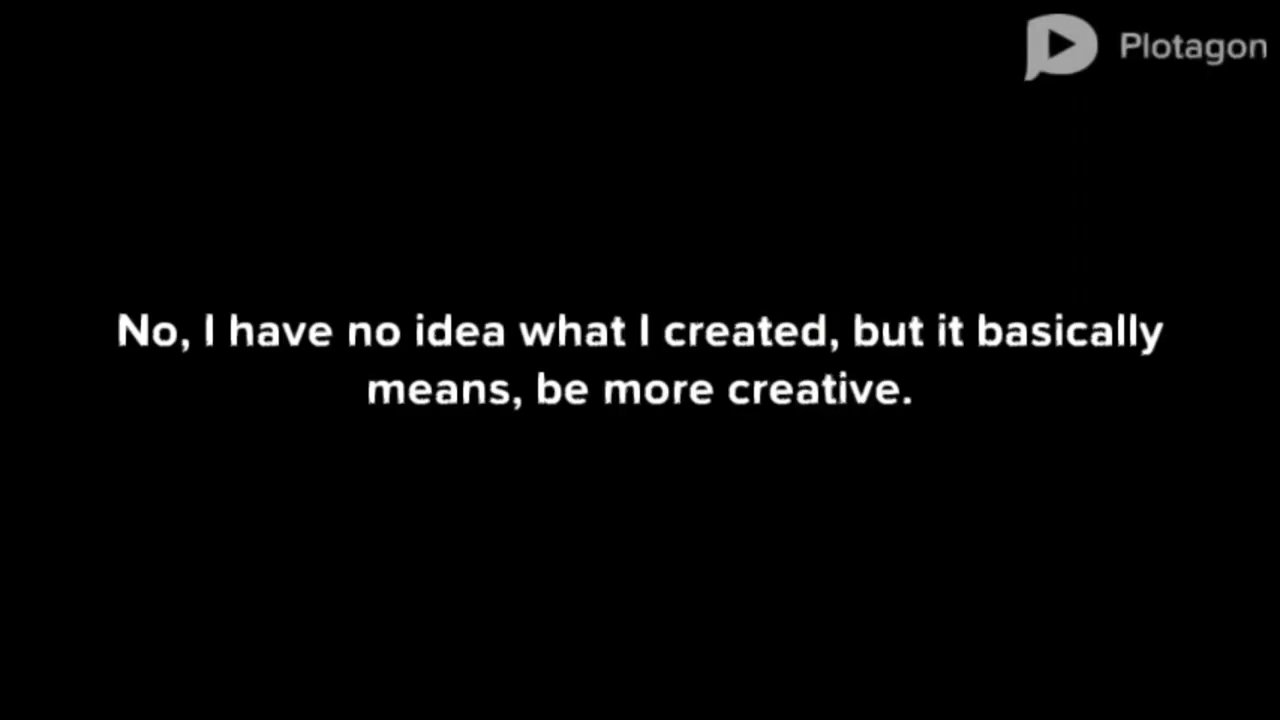 Plotagon
No, I have no idea what I created, but it basically
means, be more creative.